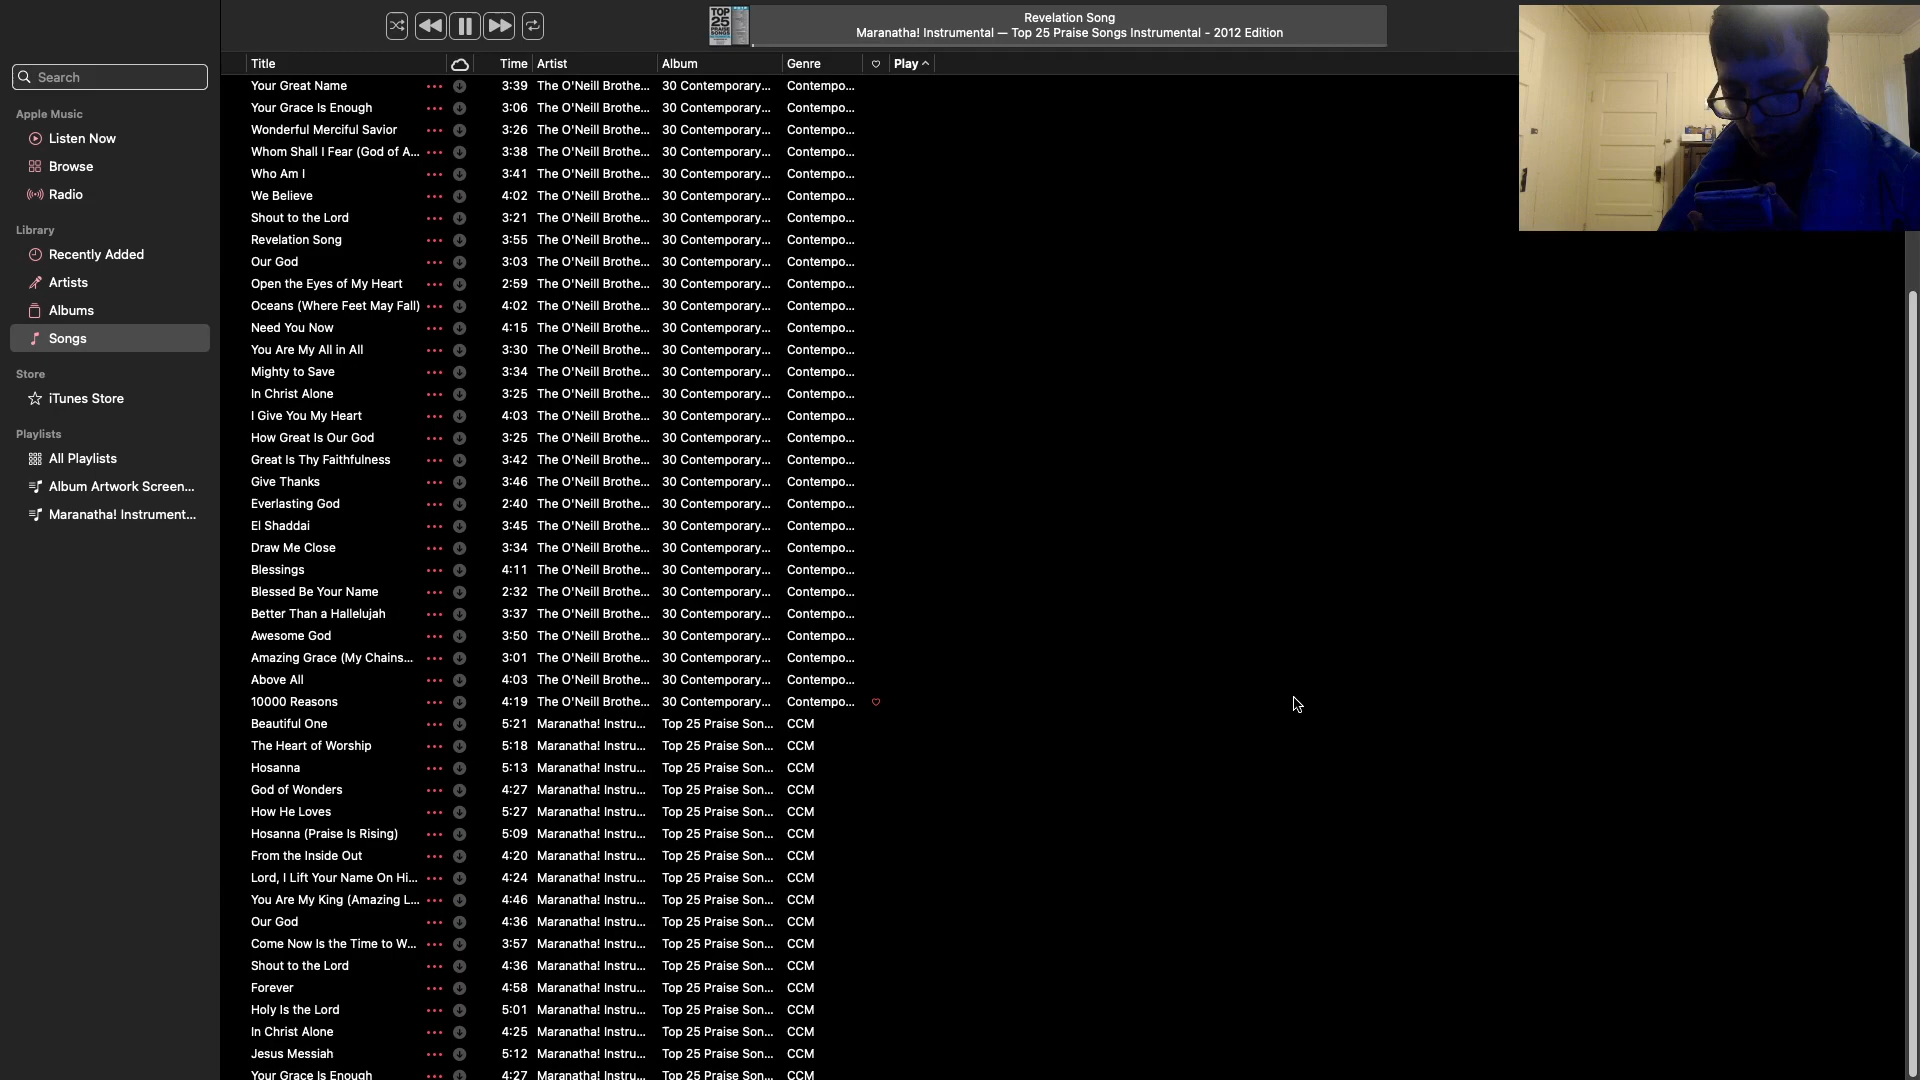 Revelation Song
Maranatha! Instrumental — Top 25 Praise Songs Instrumental - 2012 Edition
TOP
25
Search
Apple Music
Listen Now
Browse
Radio
Library
Recently Added
Artists
Albums
Songs
Store
iTunes Store
Playlists
All Playlists
Album Artwork Screen...
Maranatha! Instrument...
Title Time Artist Album Genre Play
Your Great Name 3:39 The O'Neill Brothe... 30 Contemporary... Contempo...
Your Grace Is Enough 3:06 The O'Neill Brothe... 30 Contemporary... Contempo...
Wonderful Merciful Savior 3:26 The O'Neill Brothe... 30 Contemporary... Contempo...
Whom Shall I Fear (God of A... 3:38 The O'Neill Brothe... 30 Contemporary... Contempo...
Who Am I 3:41 The O'Neill Brothe... 30 Contemporary... Contempo...
We Believe 4:02 The O'Neill Brothe... 30 Contemporary... Contempo...
Shout to the Lord 3:21 The O'Neill Brothe... 30 Contemporary... Contempo...
Revelation Song 3:55 The O'Neill Brothe... 30 Contemporary... Contempo...
Our God 3:03 The O'Neill Brothe... 30 Contemporary... Contempo...
Open the Eyes of My Heart 2:59 The O'Neill Brothe... 30 Contemporary... Contempo...
Oceans (Where Feet May Fall) 4:02 The O'Neill Brothe... 30 Contemporary... Contempo...
Need You Now 4:15 The O'Neill Brothe... 30 Contemporary... Contempo...
You Are My All in All 3:30 The O'Neill Brothe... 30 Contemporary... Contempo...
Mighty to Save 3:34 The O'Neill Brothe... 30 Contemporary... Contempo...
In Christ Alone 3:25 The O'Neill Brothe... 30 Contemporary... Contempo...
I Give You My Heart 4:03 The O'Neill Brothe... 30 Contemporary... Contempo...
How Great Is Our God 3:25 The O'Neill Brothe... 30 Contemporary... Contempo...
Great Is Thy Faithfulness 3:42 The O'Neill Brothe... 30 Contemporary... Contempo...
Give Thanks 3:46 The O'Neill Brothe... 30 Contemporary... Contempo...
Everlasting God 2:40 The O'Neill Brothe... 30 Contemporary... Contempo...
El Shaddai 3:45 The O'Neill Brothe... 30 Contemporary... Contempo...
Draw Me Close 3:34 The O'Neill Brothe... 30 Contemporary... Contempo...
Blessings 4:11 The O'Neill Brothe... 30 Contemporary... Contempo...
Blessed Be Your Name 2:32 The O'Neill Brothe... 30 Contemporary... Contempo...
Better Than a Hallelujah 3:37 The O'Neill Brothe... 30 Contemporary... Contempo...
Awesome God 3:50 The O'Neill Brothe... 30 Contemporary... Contempo...
Amazing Grace (My Chains... 3:01 The O'Neill Brothe... 30 Contemporary... Contempo...
Above All 4:03 The O'Neill Brothe... 30 Contemporary... Contempo...
10000 Reasons 4:19 The O'Neill Brothe... 30 Contemporary... Contempo...
Beautiful One 5:21 Maranatha! Instru... Top 25 Praise Son... CCM
The Heart of Worship 5:18 Maranatha! Instru... Top 25 Praise Son... CCM
Hosanna 5:13 Maranatha! Instru... Top 25 Praise Son... CCM
God of Wonders 4:27 Maranatha! Instru... Top 25 Praise Son... CCM
How He Loves 5:27 Maranatha! Instru... Top 25 Praise Son... CCM
Hosanna (Praise Is Rising) 5:09 Maranatha! Instru... Top 25 Praise Son... CCM
From the Inside Out 4:20 Maranatha! Instru... Top 25 Praise Son... CCM
Lord, I Lift Your Name On Hi... 4:24 Maranatha! Instru... Top 25 Praise Son... CCM
You Are My King (Amazing L... 4:46 Maranatha! Instru... Top 25 Praise Son... CCM
Our God 4:36 Maranatha! Instru... Top 25 Praise Son... CCM
Come Now Is the Time to W... 3:57 Maranatha! Instru... Top 25 Praise Son... CCM
Shout to the Lord 4:36 Maranatha! Instru... Top 25 Praise Son... CCM
Forever 4:58 Maranatha! Instru... Top 25 Praise Son... CCM
Holy Is the Lord 5:01 Maranatha! Instru... Top 25 Praise Son... CCM
In Christ Alone 4:25 Maranatha! Instru... Top 25 Praise Son... CCM
Jesus Messiah 5:12 Maranatha! Instru... Top 25 Praise Son... CCM
Your Grace Is Enough 4:27 Maranatha! Instru... Top 25 Praise Son... CCM